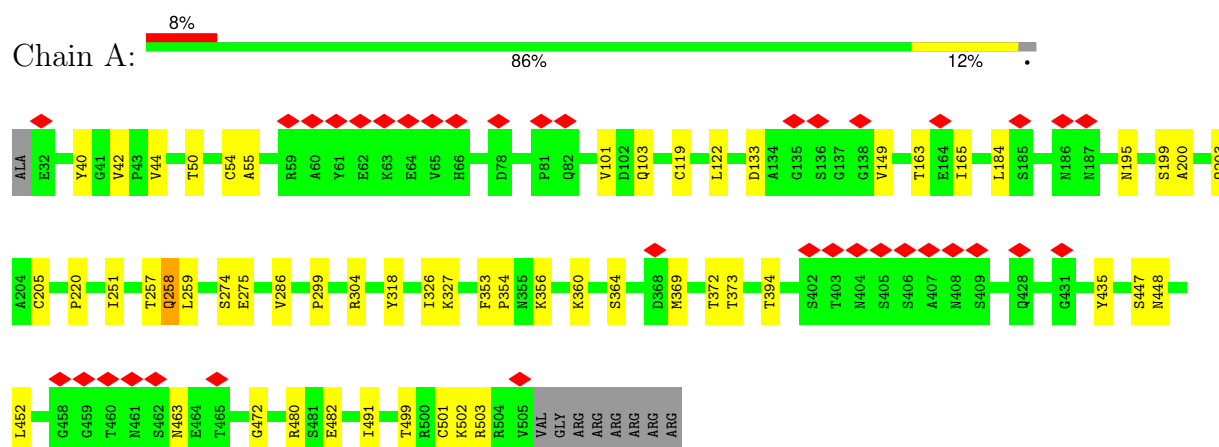 8%
Chain A:
86% 12% •
ALA E32 Y40 G41 V42 P43 V44 T50 C54 A55 R59 A60 Y61 E62 K63 E64 V65 H66 D78 P81 Q82 V101 D102 Q103 C119 L122 D133 A134 G135 S136 G137 G138 V149 T163 E164 I165 L184 S185 N186 N187 N195 S199 A200
A204 C205 P220 I251 T257 Q258 L259 S274 E275 V286 P299 R304 Y318 I326 K327 F353 P354 N355 K356 K360 S364 D368 M369 T372 T373 T394 S402 T403 N404 S405 S406 A407 N408 S409 Q428 G431 Y435 S447 N448
L452 G458 G459 T460 N461 S462 N463 E464 T465 G472 R480 S481 E482 I491 T499 R500 C501 K502 R503 R504 V505 VAL GLY ARG ARG ARG ARG ARG ARG